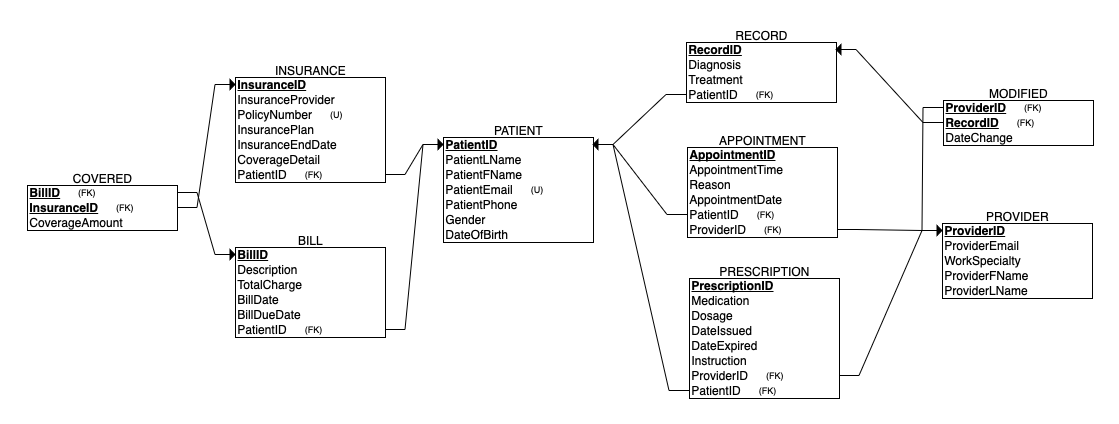 COVERED
BillID (FK)
InsuranceID (FK)
CoverageAmount
INSURANCE
InsuranceID
InsuranceProvider
PolicyNumber (U)
InsurancePlan
InsuranceEndDate
CoverageDetail
PatientID (FK)
BILL
BillID
Description
TotalCharge
BillDate
BillDueDate
PatientID (FK)
PATIENT
PatientID
PatientLName
PatientFName
PatientEmail (U)
PatientPhone
Gender
DateOfBirth
RECORD
RecordID
Diagnosis
Treatment
PatientID (FK)
APPOINTMENT
AppointmentID
AppointmentTime
Reason
AppointmentDate
PatientID (FK)
ProviderID (FK)
PRESCRIPTION
PrescriptionID
Medication
Dosage
DateIssued
DateExpired
Instruction
ProviderID (FK)
PatientID (FK)
MODIFIED
ProviderID (FK)
RecordID (FK)
DateChange
PROVIDER
ProviderID
ProviderEmail
WorkSpecialty
ProviderFName
ProviderLName